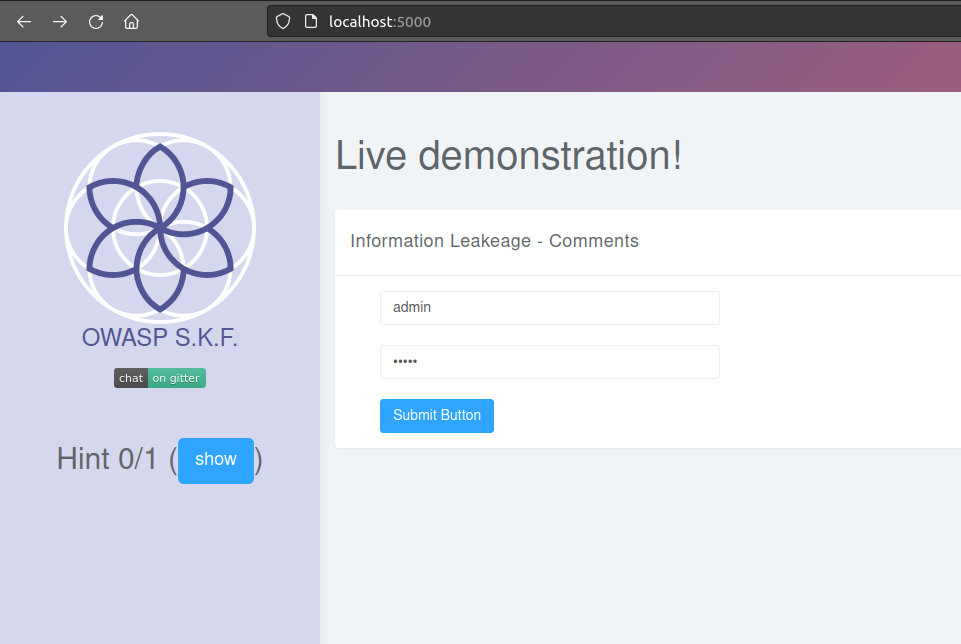 localhost:5000
OWASP S.K.F.
chat on gitter
Hint 0/1 (show)
Live demonstration!
Information Leakeage - Comments
admin
•••••
Submit Button